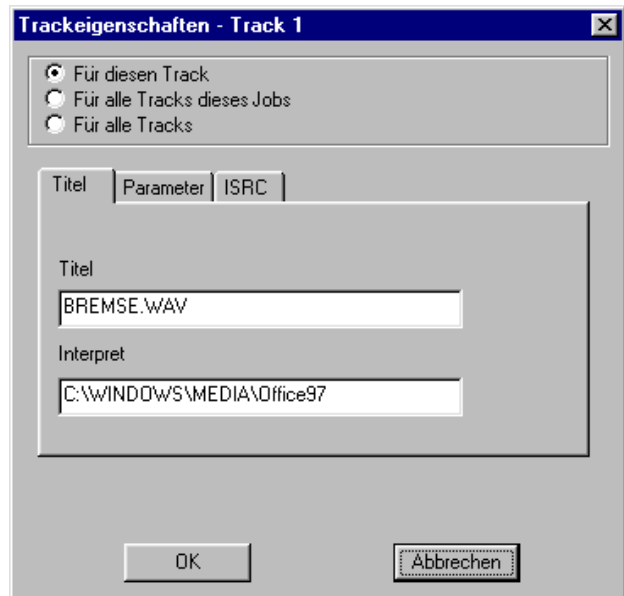 Trackeigenschaften - Track 1
Für diesen Track
Für alle Tracks dieses Jobs
Für alle Tracks
Titel Parameter ISRC
Titel
BREMSE.WAV
Interpret
C:\WINDOWS\MEDIA\Office97
OK Abbrechen